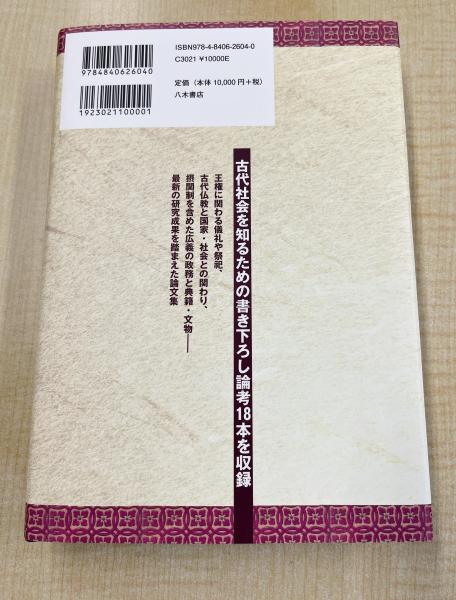 ISBN978-4-8406-2604-0
C3021 ¥10000E
定価（本体 10,000円＋税）
八木書店
9784840626040
1923021100001
古代社会を知るための書き下ろし論考18本を収録
王権に関わる儀礼や祭祀、
古代仏教と国家・社会との関わり、
摂関制を含めた広義の政務と典籍・文物――
最新の研究成果を踏まえた論文集